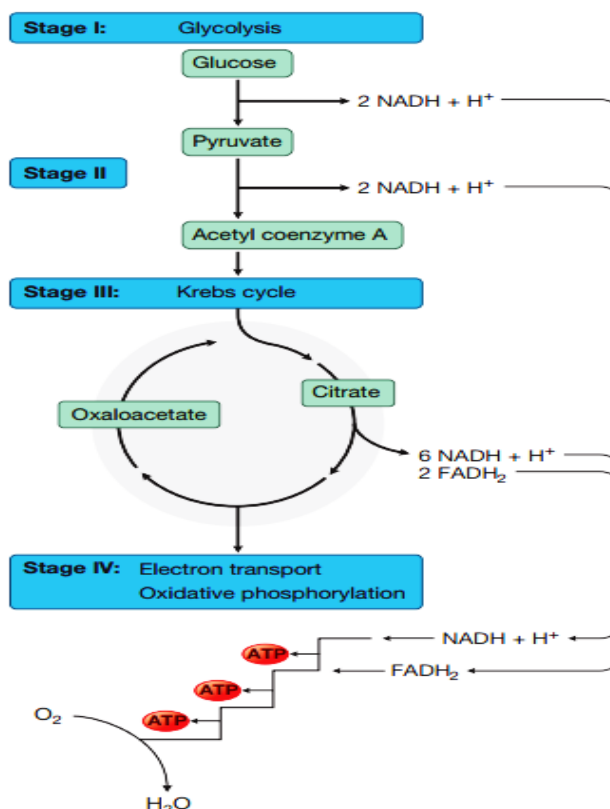 Stage I: Glycolysis
Glucose
2 NADH + H⁺
Pyruvate
Stage II
2 NADH + H⁺
Acetyl coenzyme A
Stage III: Krebs cycle
Citrate
Oxaloacetate
6 NADH + H⁺
2 FADH₂
Stage IV: Electron transport
Oxidative phosphorylation
NADH + H⁺
ATP
FADH₂
ATP
O₂
ATP
H₂O